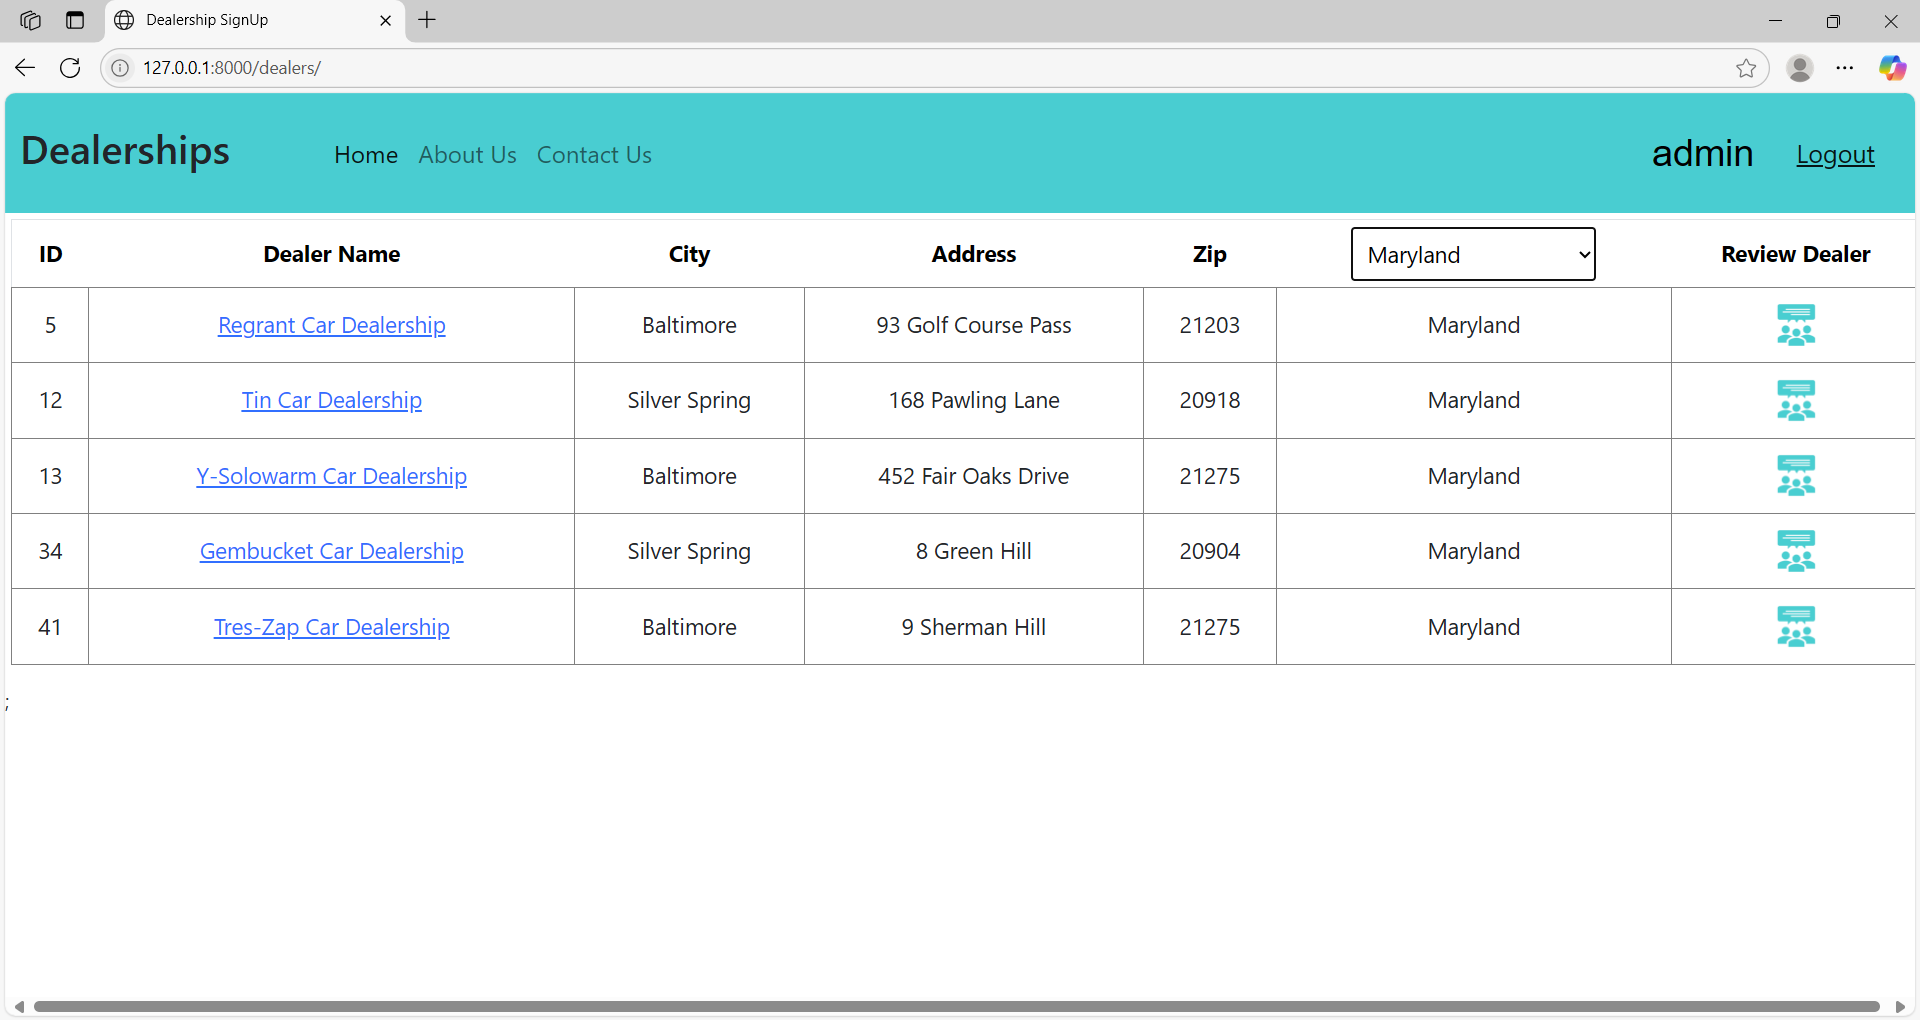 Dealership SignUp
127.0.0.1:8000/dealers/
Dealerships Home About Us Contact Us admin Logout
ID Dealer Name City Address Zip Maryland Review Dealer
5 Regrant Car Dealership Baltimore 93 Golf Course Pass 21203 Maryland
12 Tin Car Dealership Silver Spring 168 Pawling Lane 20918 Maryland
13 Y-Solowarm Car Dealership Baltimore 452 Fair Oaks Drive 21275 Maryland
34 Gembucket Car Dealership Silver Spring 8 Green Hill 20904 Maryland
41 Tres-Zap Car Dealership Baltimore 9 Sherman Hill 21275 Maryland
;